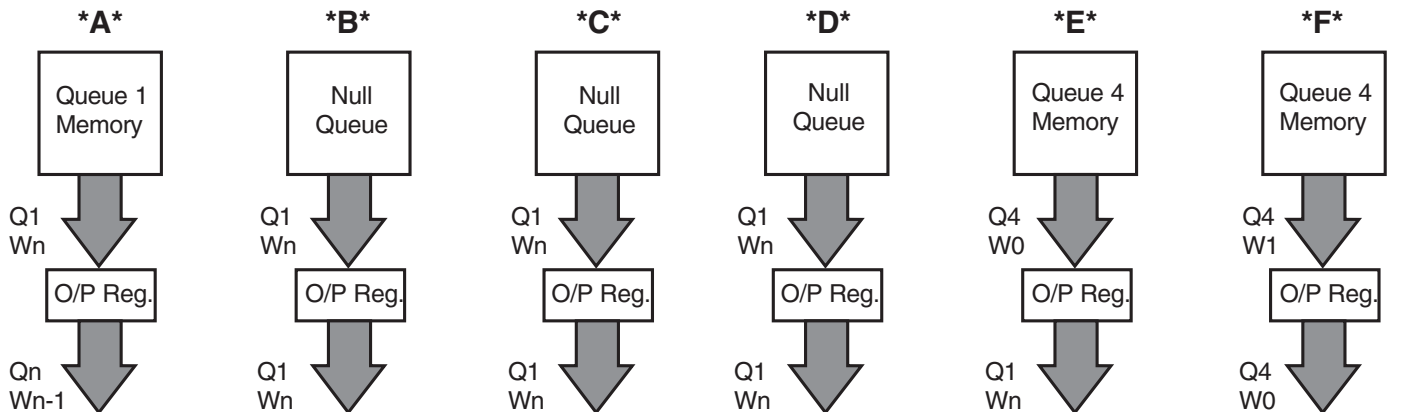 *A*
*B*
*C*
*D*
*E*
*F*
Queue 1
Memory
Null
Queue
Null
Queue
Null
Queue
Queue 4
Memory
Queue 4
Memory
Q1
Wn
Q1
Wn
Q1
Wn
Q1
Wn
Q4
W0
Q4
W1
O/P Reg.
O/P Reg.
O/P Reg.
O/P Reg.
O/P Reg.
O/P Reg.
Qn
Wn-1
Q1
Wn
Q1
Wn
Q1
Wn
Q1
Wn
Q4
W0